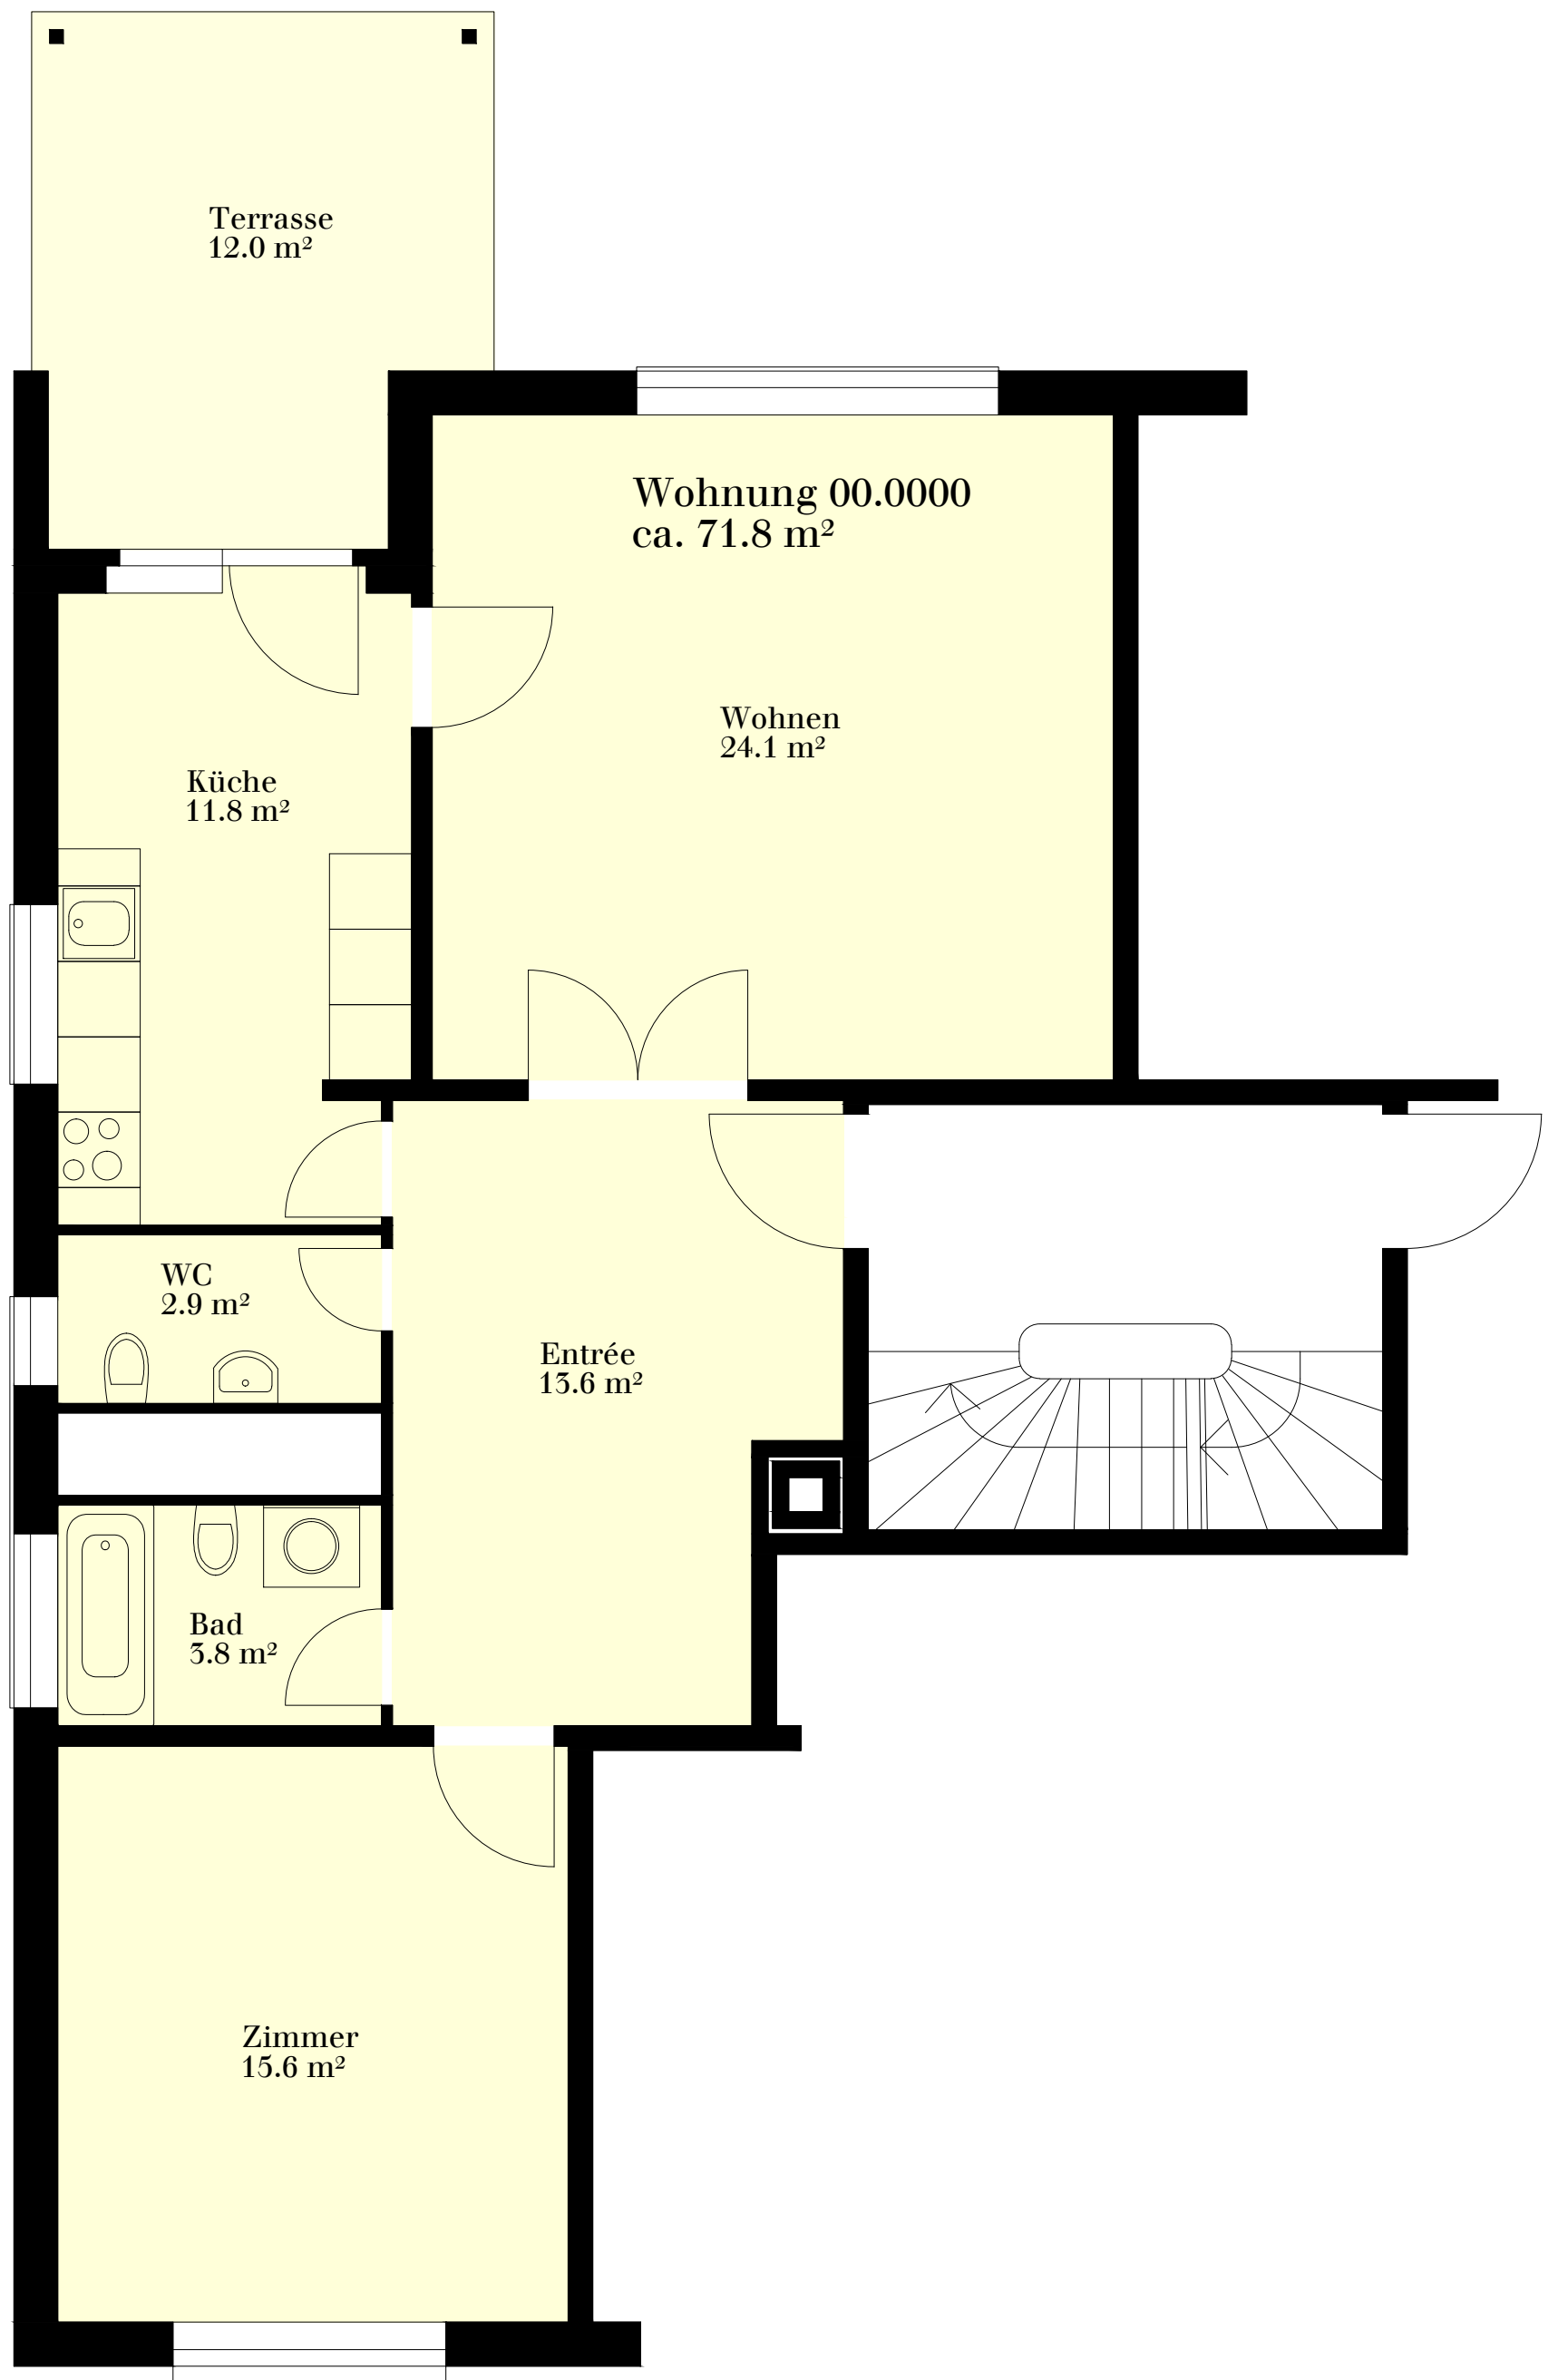 Terrasse
12.0 m²
Wohnung 00.0000
ca. 71.8 m²
Wohnen
24.1 m²
Küche
11.8 m²
WC
2.9 m²
Entrée
13.6 m²
Bad
3.8 m²
Zimmer
15.6 m²